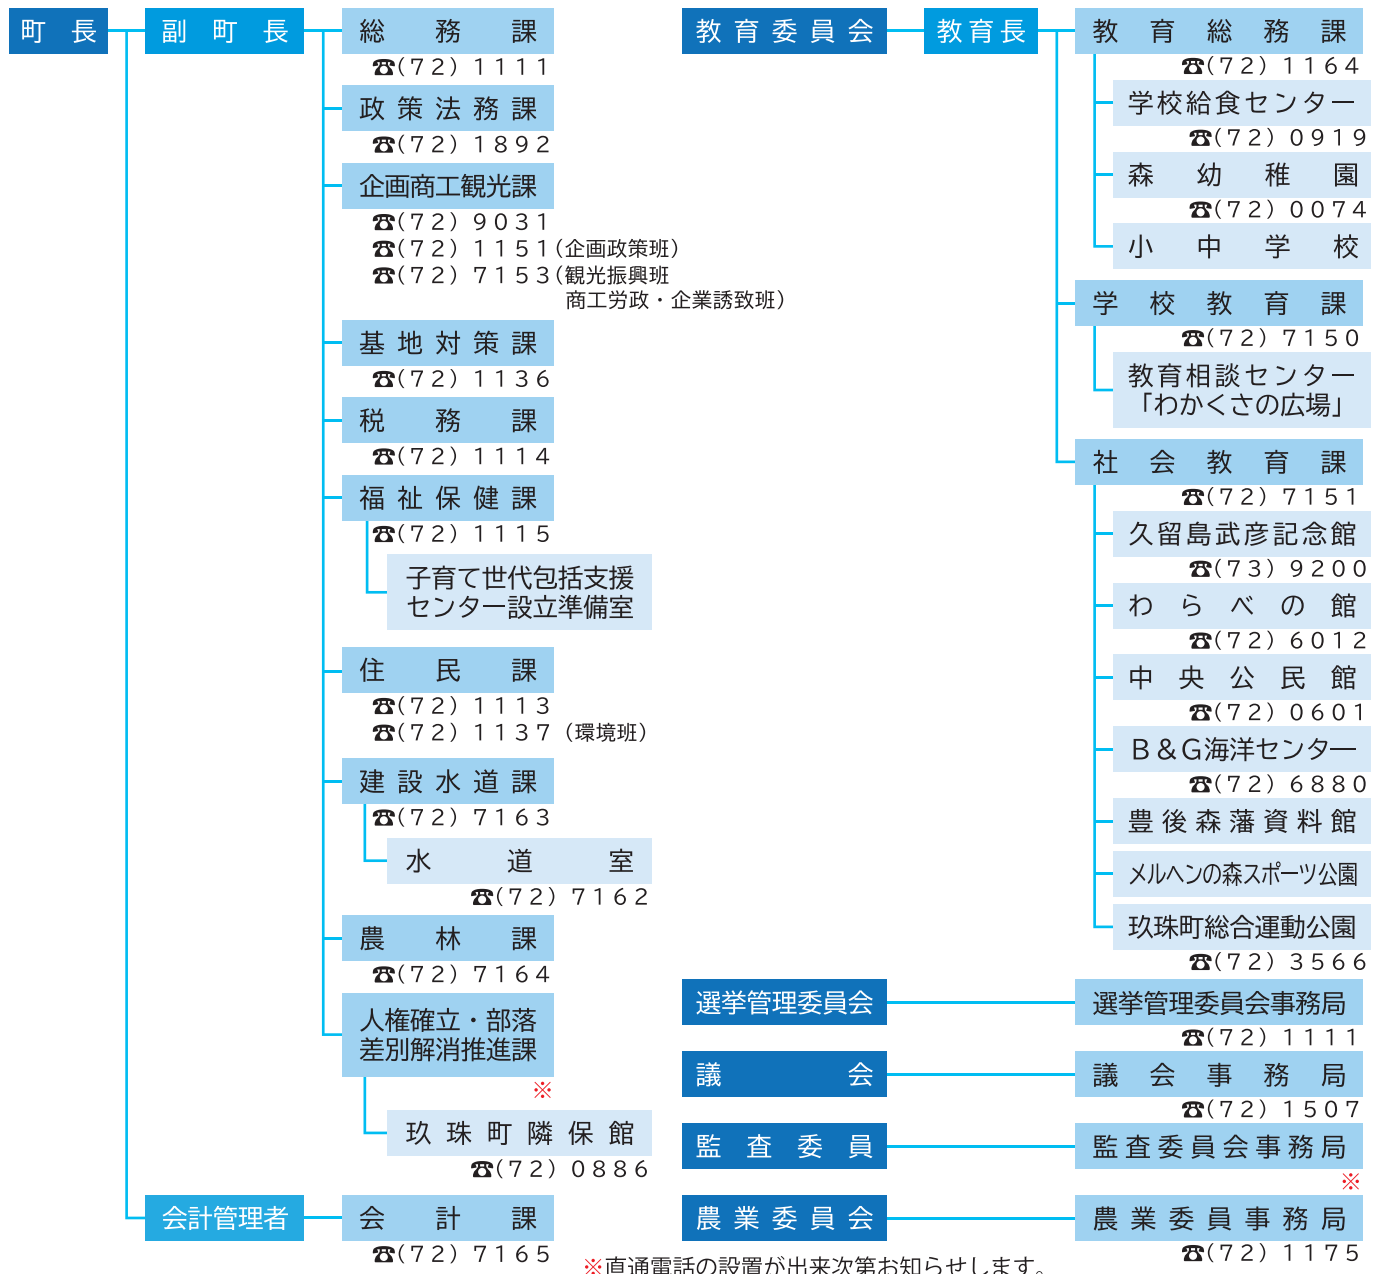 町長
副町長
総務課
☎(72)1111
政策法務課
☎(72)1892
企画商工観光課
☎(72)9031
☎(72)1151(企画政策班)
☎(72)7153(観光振興班
商工労政・企業誘致班)
基地対策課
☎(72)1136
税務課
☎(72)1114
福祉保健課
☎(72)1115
子育て世代包括支援
センター設立準備室
住民課
☎(72)1113
☎(72)1137(環境班)
建設水道課
☎(72)7163
水道室
☎(72)7162
農林課
☎(72)7164
人権確立・部落
差別解消推進課
※
玖珠町隣保館
☎(72)0886
会計管理者
会計課
☎(72)7165
教育委員会
教育長
教育総務課
☎(72)1164
学校給食センター
☎(72)0919
森幼稚園
☎(72)0074
小中学校
学校教育課
☎(72)7150
教育相談センター
「わかくさの広場」
社会教育課
☎(72)7151
久留島武彦記念館
☎(73)9200
わらべの館
☎(72)6012
中央公民館
☎(72)0601
B&G海洋センター
☎(72)6880
豊後森藩資料館
メルヘンの森スポーツ公園
玖珠町総合運動公園
☎(72)3566
選挙管理委員会
選挙管理委員会事務局
☎(72)1111
議会
議会事務局
☎(72)1507
監査委員
監査委員会事務局
※
農業委員会
農業委員事務局
☎(72)1175
※直通電話の設置が出来次第お知らせします。